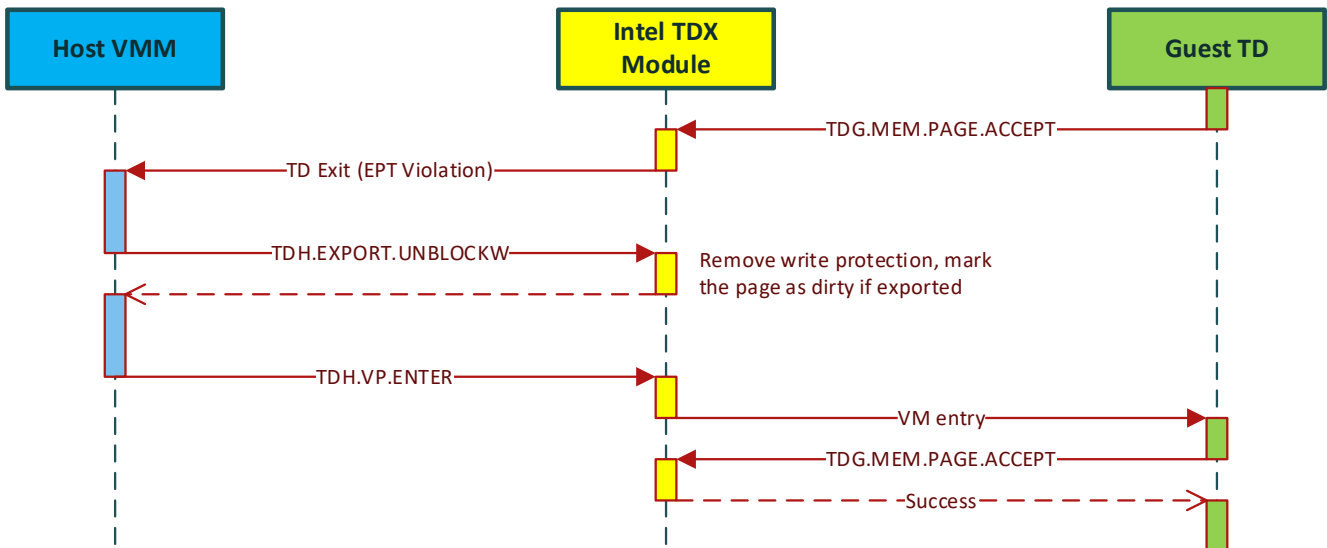 Host VMM
Intel TDX
Module
Guest TD
TDG.MEM.PAGE.ACCEPT
TD Exit (EPT Violation)
TDH.EXPORT.UNBLOCKW
Remove write protection, mark
the page as dirty if exported
TDH.VP.ENTER
VM entry
TDG.MEM.PAGE.ACCEPT
Success